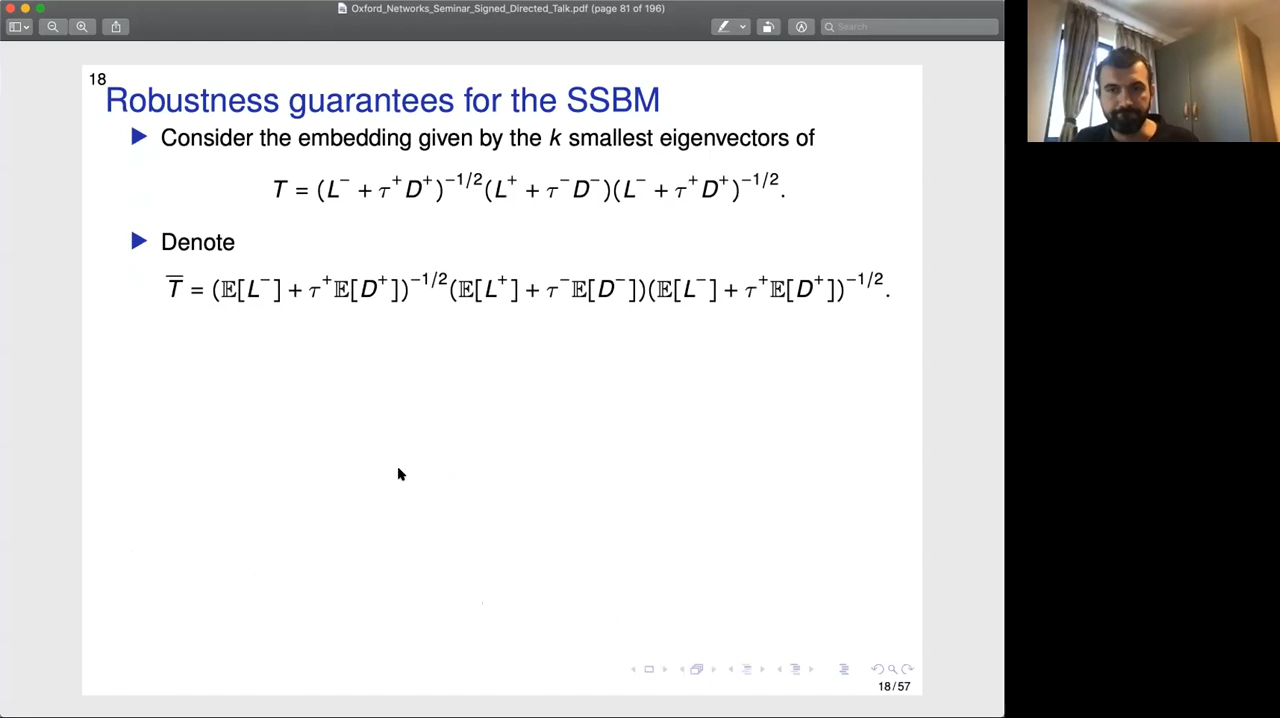 Oxford_Networks_Seminar_Signed_Directed_Talk.pdf (page 81 of 196)
Search
18
Robustness guarantees for the SSBM
▶ Consider the embedding given by the k smallest eigenvectors of
T = (L⁻ + τ⁺D⁺)⁻¹/²(L⁺ + τ⁻D⁻)(L⁻ + τ⁺D⁺)⁻¹/².
▶ Denote
T̅ = (𝔼[L⁻] + τ⁺𝔼[D⁺])⁻¹/²(𝔼[L⁺] + τ⁻𝔼[D⁻])(𝔼[L⁻] + τ⁺𝔼[D⁺])⁻¹/².
18/57